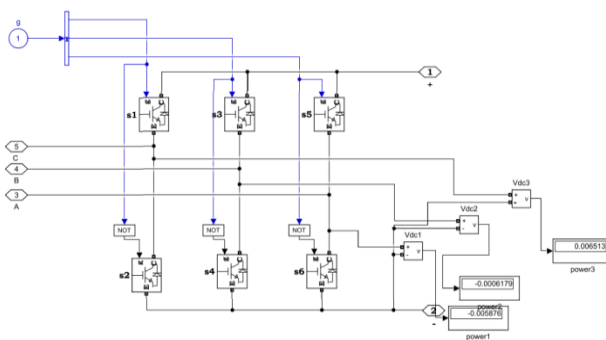 g
1
1
+
s1
s3
s5
5
C
4
B
3
A
Vdc3
+
-
v
Vdc2
+
-
v
NOT
NOT
NOT
Vdc1
+
-
v
0.006513
power3
s2
s4
s6
-0.0006179
power2
2
-
-0.005876
power1